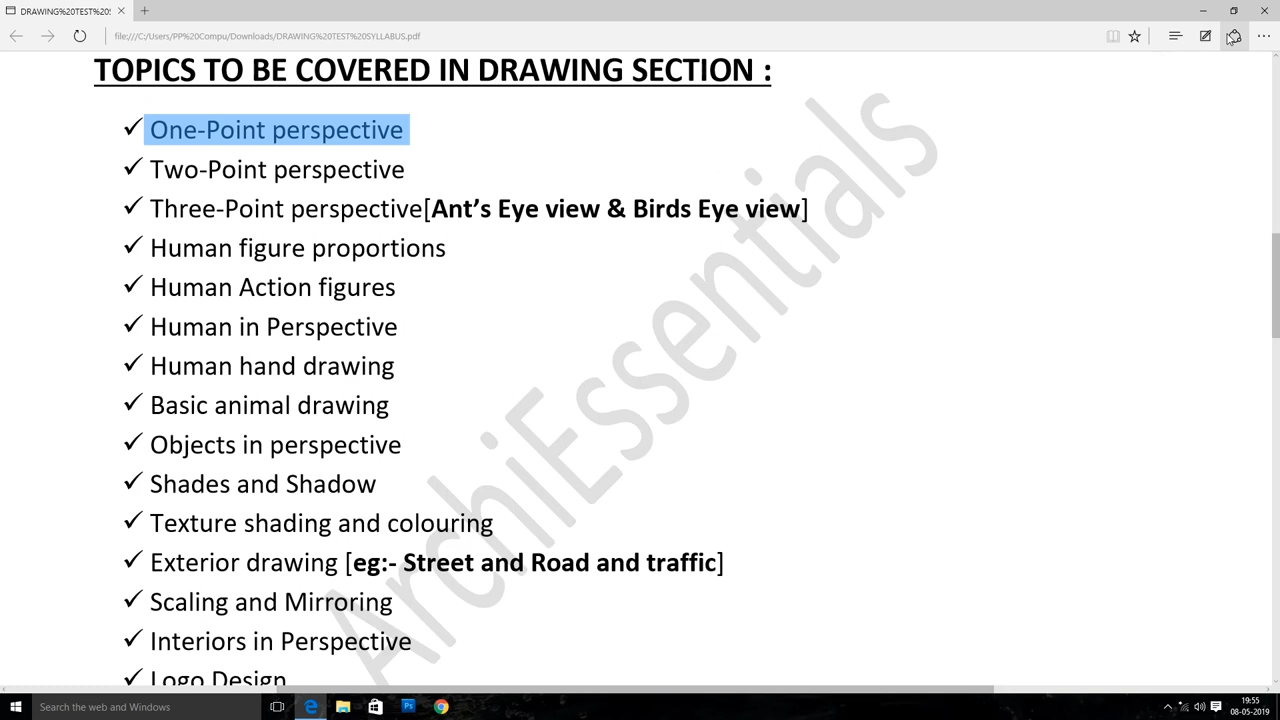 DRAWING%20TEST%20S
file:///C:/Users/PP%20Compu/Downloads/DRAWING%20TEST%20SYLLABUS.pdf
TOPICS TO BE COVERED IN DRAWING SECTION :
✓ One-Point perspective
✓ Two-Point perspective
✓ Three-Point perspective[Ant’s Eye view & Birds Eye view]
✓ Human figure proportions
✓ Human Action figures
✓ Human in Perspective
✓ Human hand drawing
✓ Basic animal drawing
✓ Objects in perspective
✓ Shades and Shadow
✓ Texture shading and colouring
✓ Exterior drawing [eg:- Street and Road and traffic]
✓ Scaling and Mirroring
✓ Interiors in Perspective
✓ Logo Design
ArchiEssentials
Search the web and Windows
Ps
19:55
08-05-2019